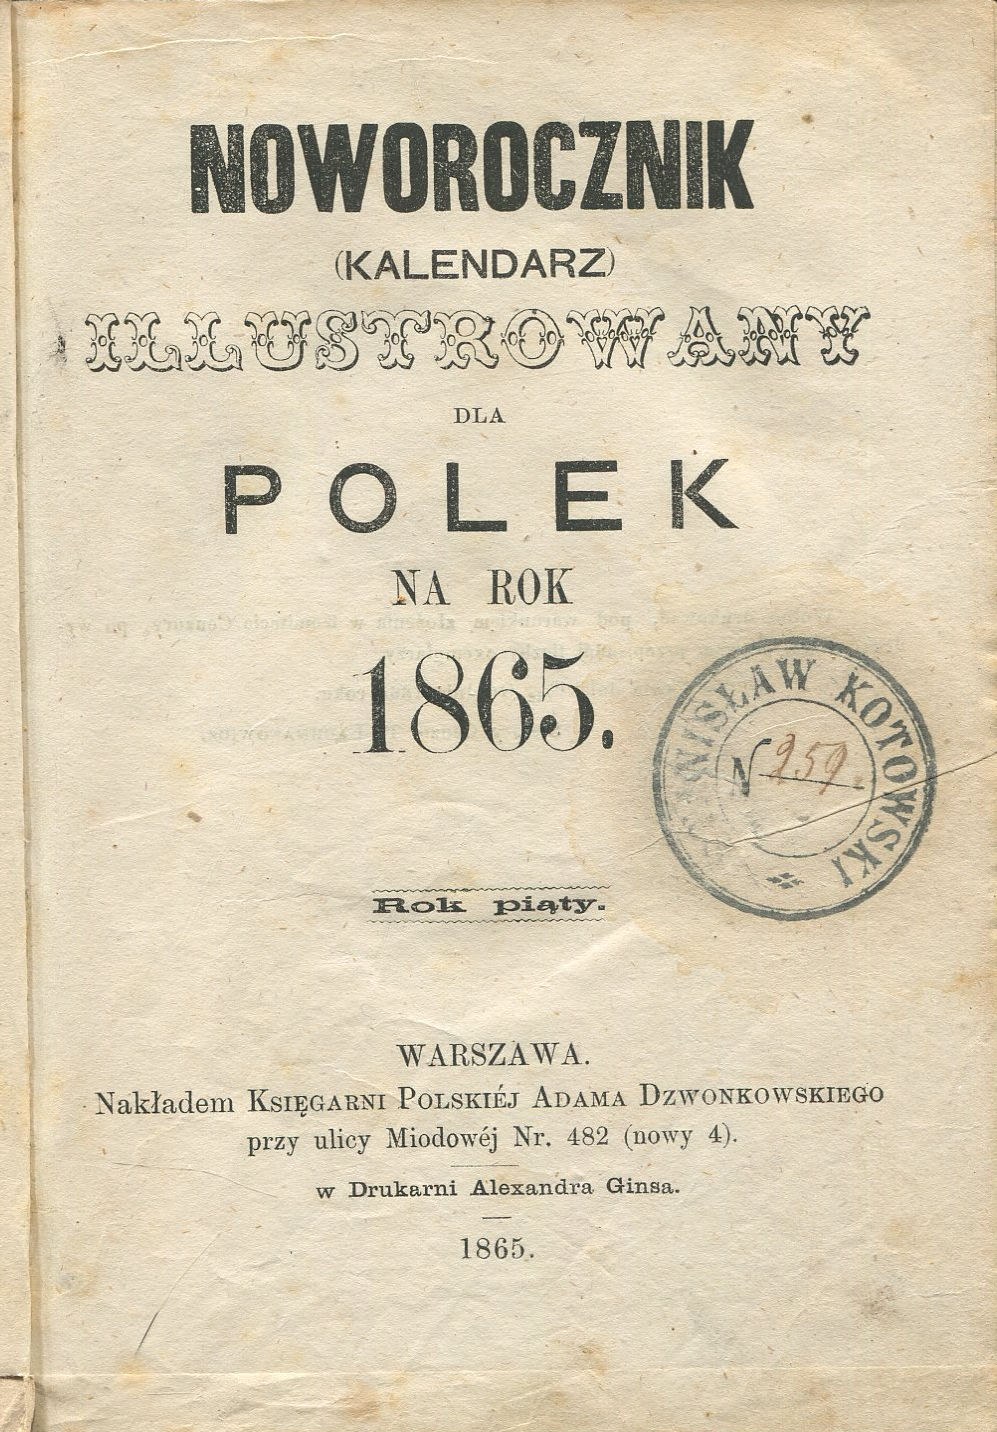 NOWOROCZNIK
(KALENDARZ)
ILLUSTROWANY
DLA
POLEK
NA ROK
1865.
KOTOWSKI
N 259.
Rok piąty.
WARSZAWA.
Nakładem KSIĘGARNI POLSKIÉJ ADAMA DZWONKOWSKIEGO
przy ulicy Miodowéj Nr. 482 (nowy 4).
w Drukarni Alexandra Ginsa.
1865.